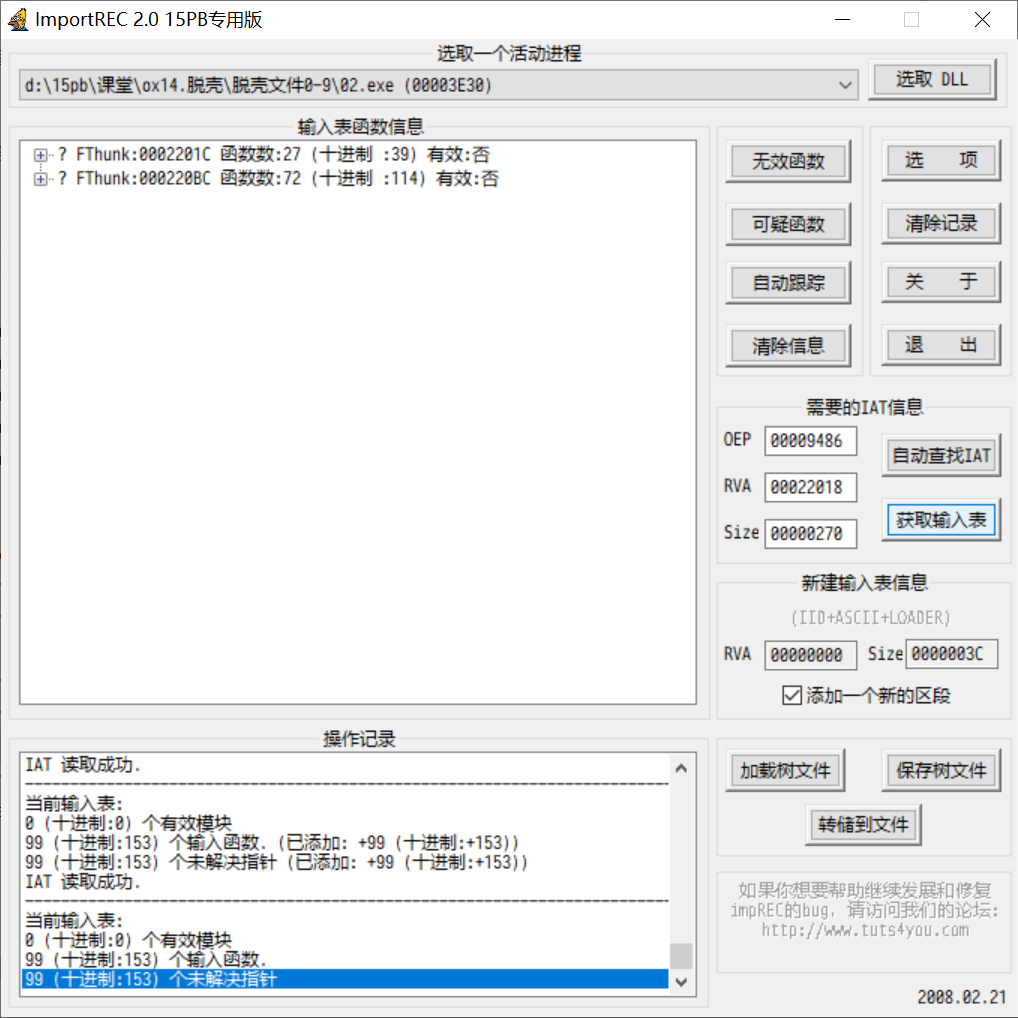 ImportREC 2.0 15PB专用版
选取一个活动进程
d:\15pb\课堂\ox14.脱壳\脱壳文件0-9\02.exe (00003E30)
选取 DLL
输入表函数信息
? FThunk:0002201C 函数数:27 (十进制 :39) 有效:否
? FThunk:000220BC 函数数:72 (十进制 :114) 有效:否
无效函数
选 项
可疑函数
清除记录
自动跟踪
关 于
清除信息
退 出
需要的IAT信息
OEP 00009486
自动查找IAT
RVA 00022018
获取输入表
Size 00000270
新建输入表信息
(IID+ASCII+LOADER)
RVA 00000000 Size 0000003C
添加一个新的区段
操作记录
IAT 读取成功.
当前输入表:
0 (十进制:0) 个有效模块
99 (十进制:153) 个输入函数. (已添加: +99 (十进制:+153))
99 (十进制:153) 个未解决指针 (已添加: +99 (十进制:+153))
IAT 读取成功.
当前输入表:
0 (十进制:0) 个有效模块
99 (十进制:153) 个输入函数.
99 (十进制:153) 个未解决指针
加载树文件
保存树文件
转储到文件
如果你想要帮助继续发展和修复
impREC的bug, 请访问我们的论坛:
http://www.tuts4you.com
2008.02.21